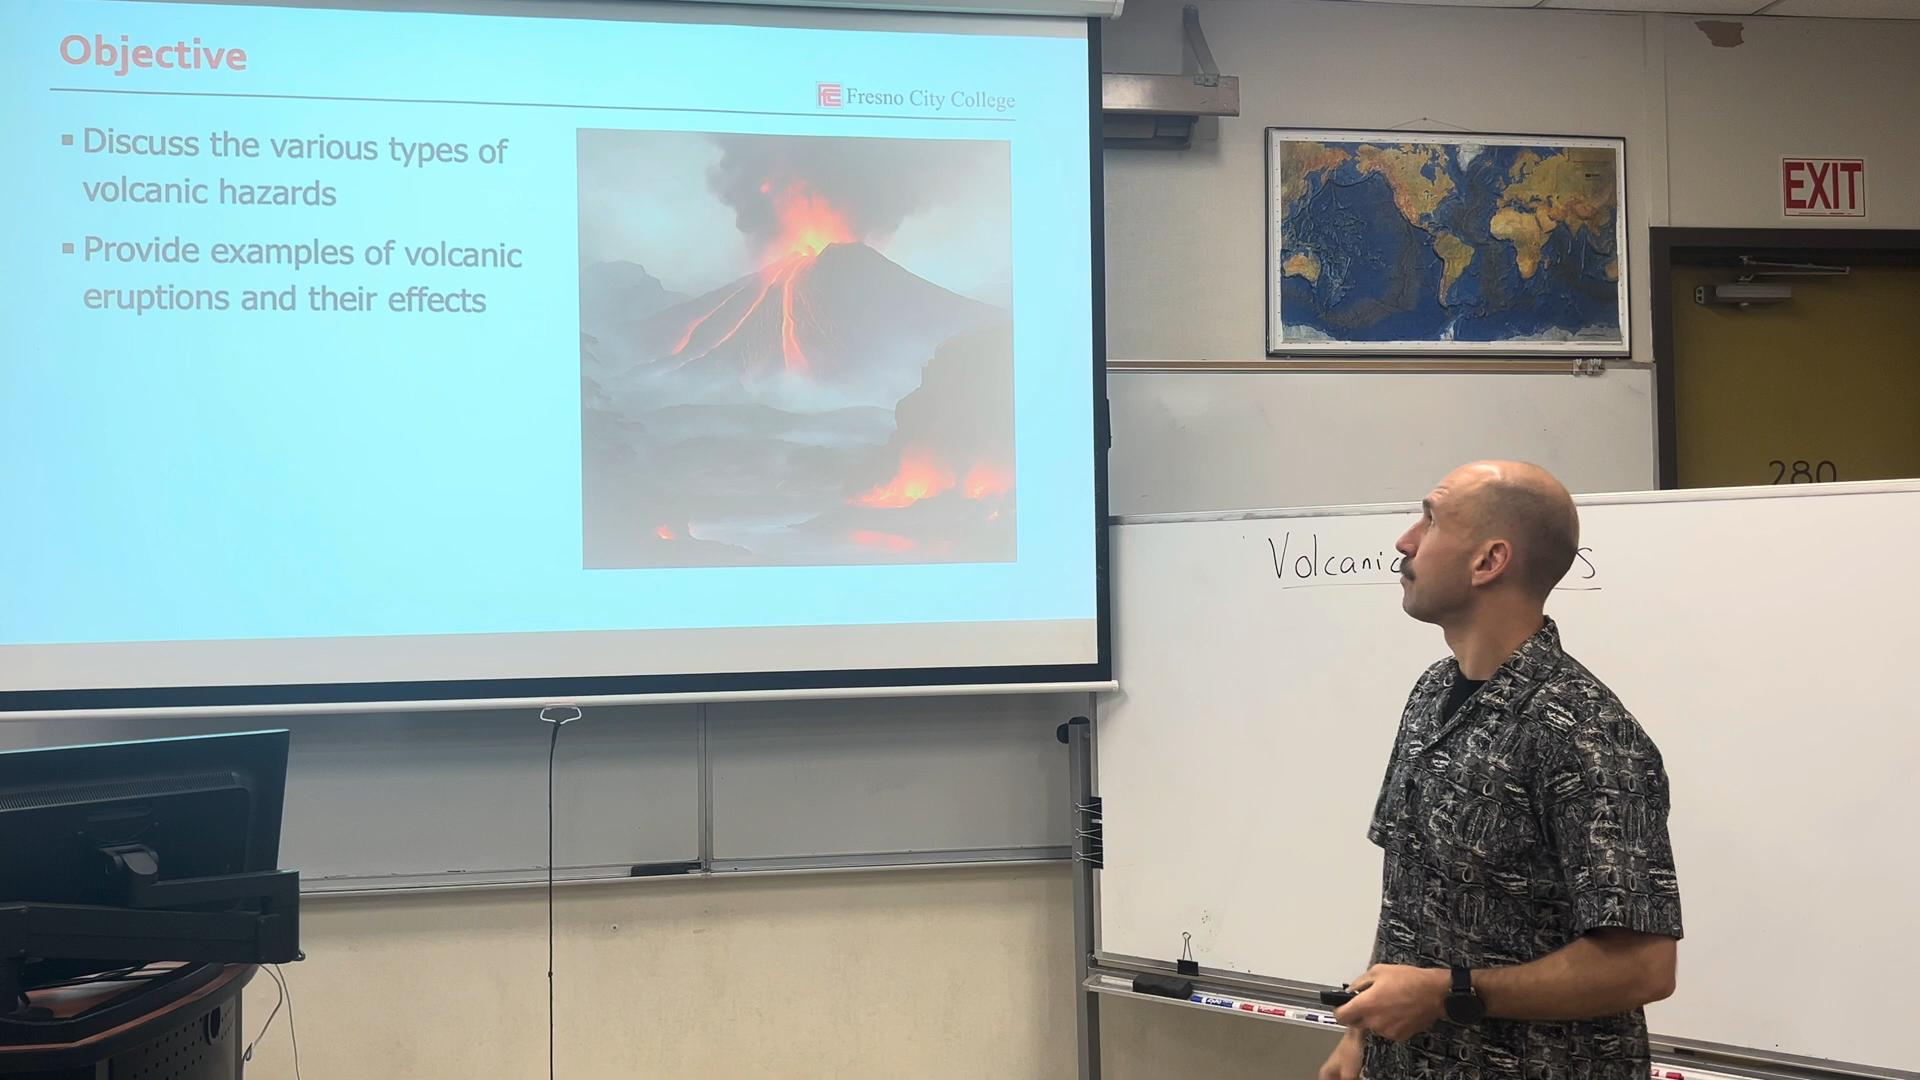 Objective
Fresno City College
▪ Discuss the various types of
volcanic hazards
▪ Provide examples of volcanic
eruptions and their effects
EXIT
280
Volcanic s